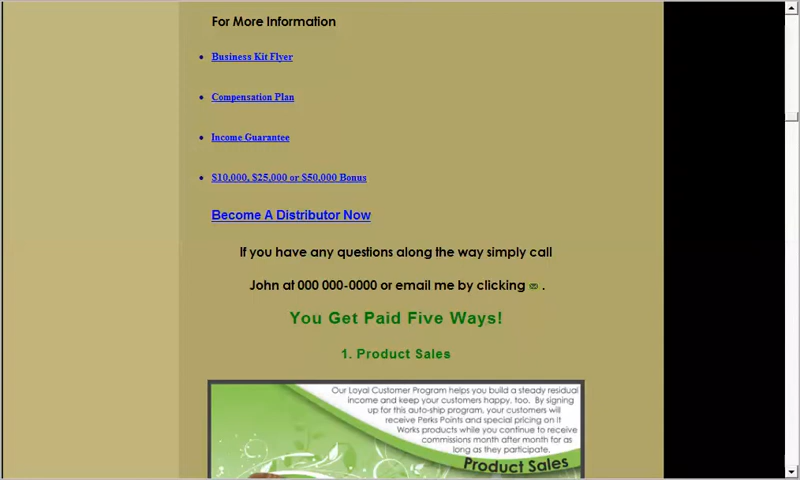 For More Information
Business Kit Flyer
Compensation Plan
Income Guarantee
$10,000, $25,000 or $50,000 Bonus
Become A Distributor Now
If you have any questions along the way simply call
John at 000 000-0000 or email me by clicking .
You Get Paid Five Ways!
1. Product Sales
Our Loyal Customer Program helps you build a steady residual
income and keep your customers happy, too. By signing
up for this auto-ship program, your customers will
receive Perks Points and special pricing on It
Works products while you continue to receive
commissions month after month for as
long as they participate.
Product Sales